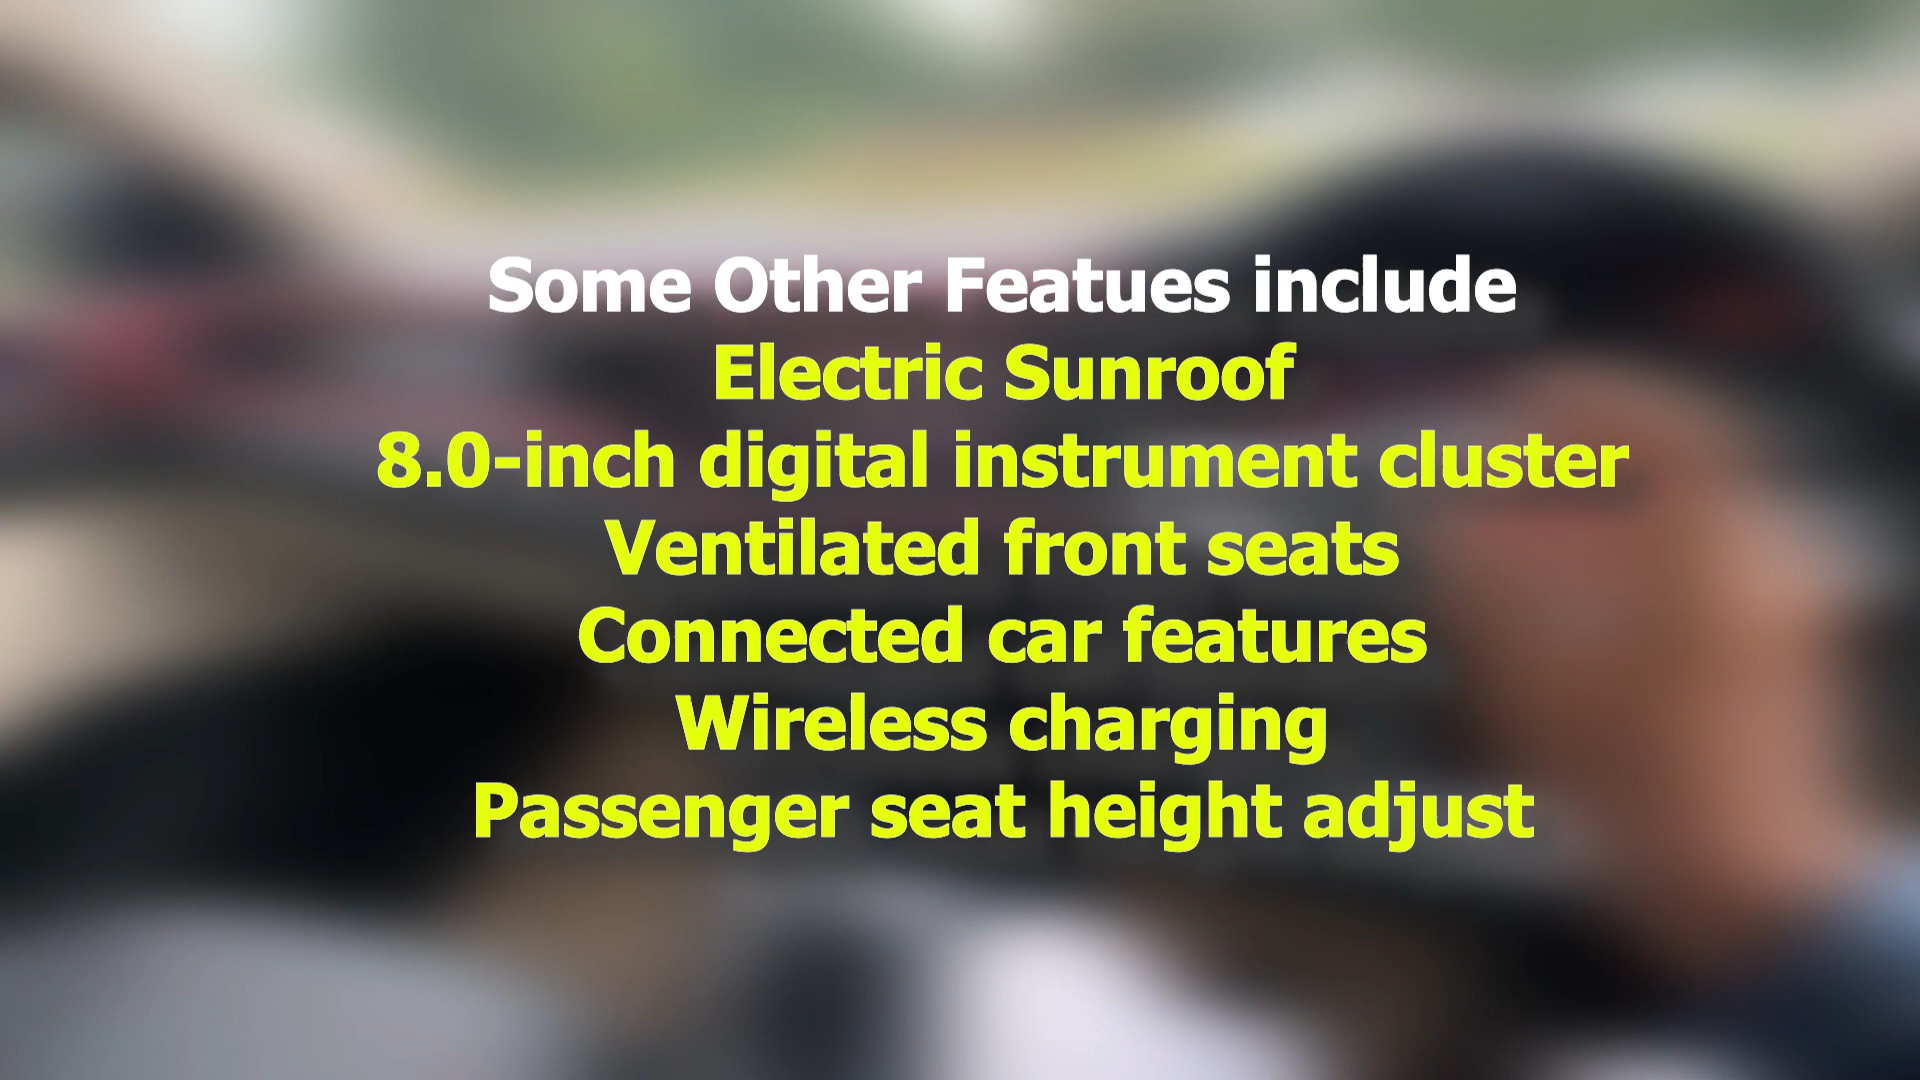 Some Other Featues include
Electric Sunroof
8.0-inch digital instrument cluster
Ventilated front seats
Connected car features
Wireless charging
Passenger seat height adjust